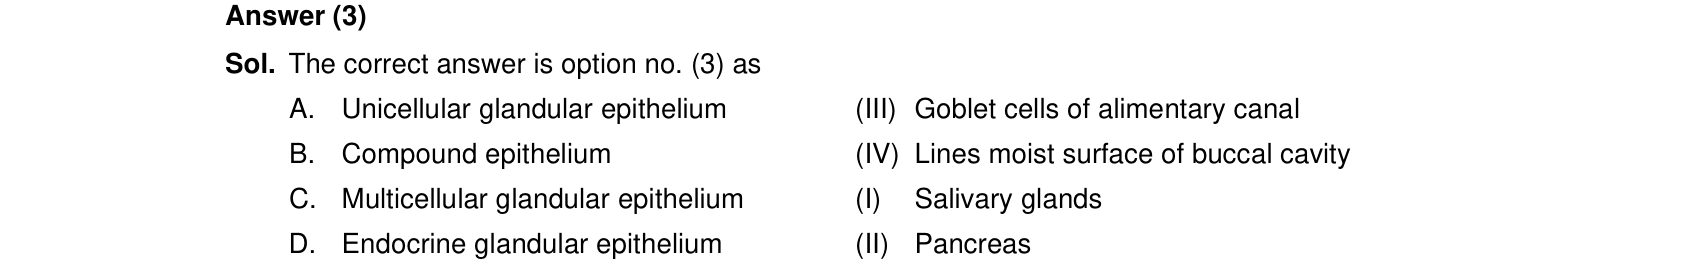 Answer (3)
Sol. The correct answer is option no. (3) as
A. Unicellular glandular epithelium (III) Goblet cells of alimentary canal
B. Compound epithelium (IV) Lines moist surface of buccal cavity
C. Multicellular glandular epithelium (I) Salivary glands
D. Endocrine glandular epithelium (II) Pancreas